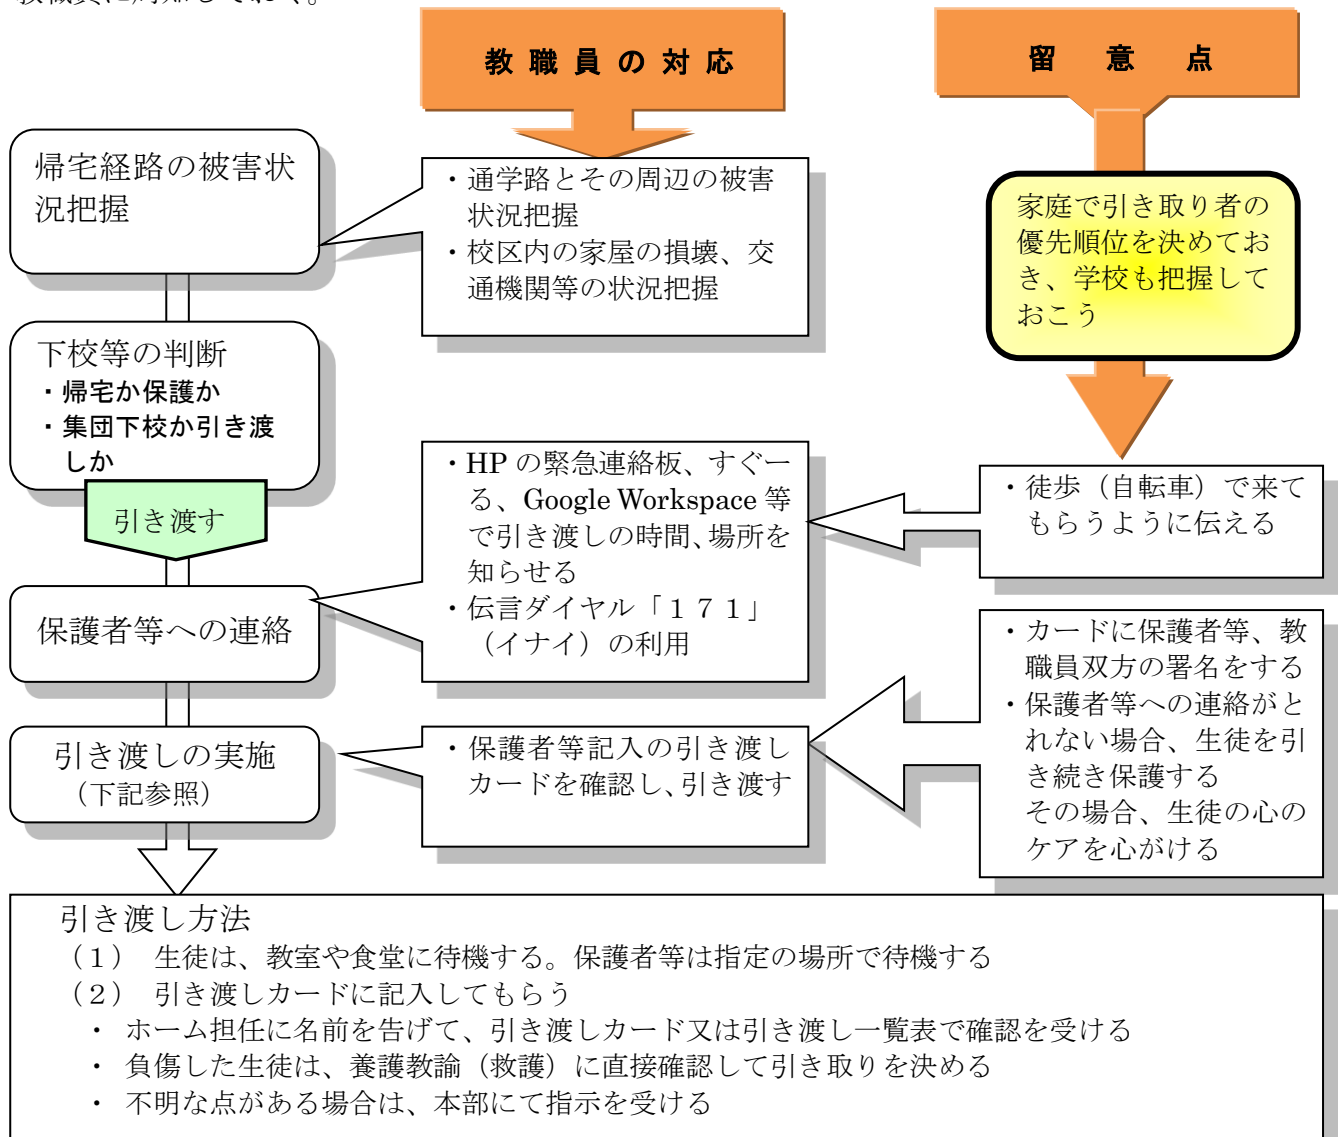 教職員の対応
留意点
帰宅経路の被害状
況把握
・通学路とその周辺の被害
状況把握
・校区内の家屋の損壊、交
通機関等の状況把握
家庭で引き取り者の
優先順位を決めてお
き、学校も把握して
おこう
下校等の判断
・帰宅か保護か
・集団下校か引き渡
しか
引き渡す
・HP の緊急連絡板、すぐー
る、Google Workspace 等
で引き渡しの時間、場所を
知らせる
・伝言ダイヤル「１７１」
（イナイ）の利用
・徒歩（自転車）で来て
もらうように伝える
保護者等への連絡
・カードに保護者等、教
職員双方の署名をする
・保護者等への連絡がと
れない場合、生徒を引
き続き保護する
その場合、生徒の心の
ケアを心がける
引き渡しの実施
（下記参照）
・保護者等記入の引き渡し
カードを確認し、引き渡す
引き渡し方法
（１） 生徒は、教室や食堂に待機する。保護者等は指定の場所で待機する
（２） 引き渡しカードに記入してもらう
・ ホーム担任に名前を告げて、引き渡しカード又は引き渡し一覧表で確認を受ける
・ 負傷した生徒は、養護教諭（救護）に直接確認して引き取りを決める
・ 不明な点がある場合は、本部にて指示を受ける